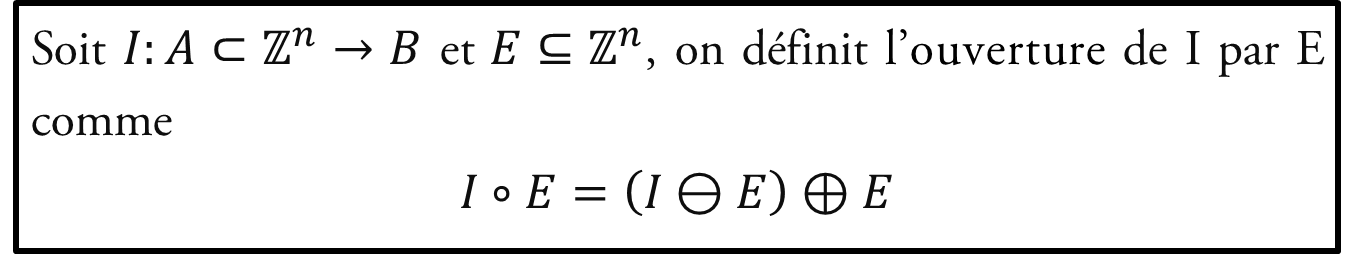 Soit 𝐼: 𝐴 ⊂ ℤⁿ → 𝐵 et 𝐸 ⊆ ℤⁿ, on définit l’ouverture de I par E
comme
𝐼 ∘ 𝐸 = (𝐼 ⊖ 𝐸) ⊕ 𝐸